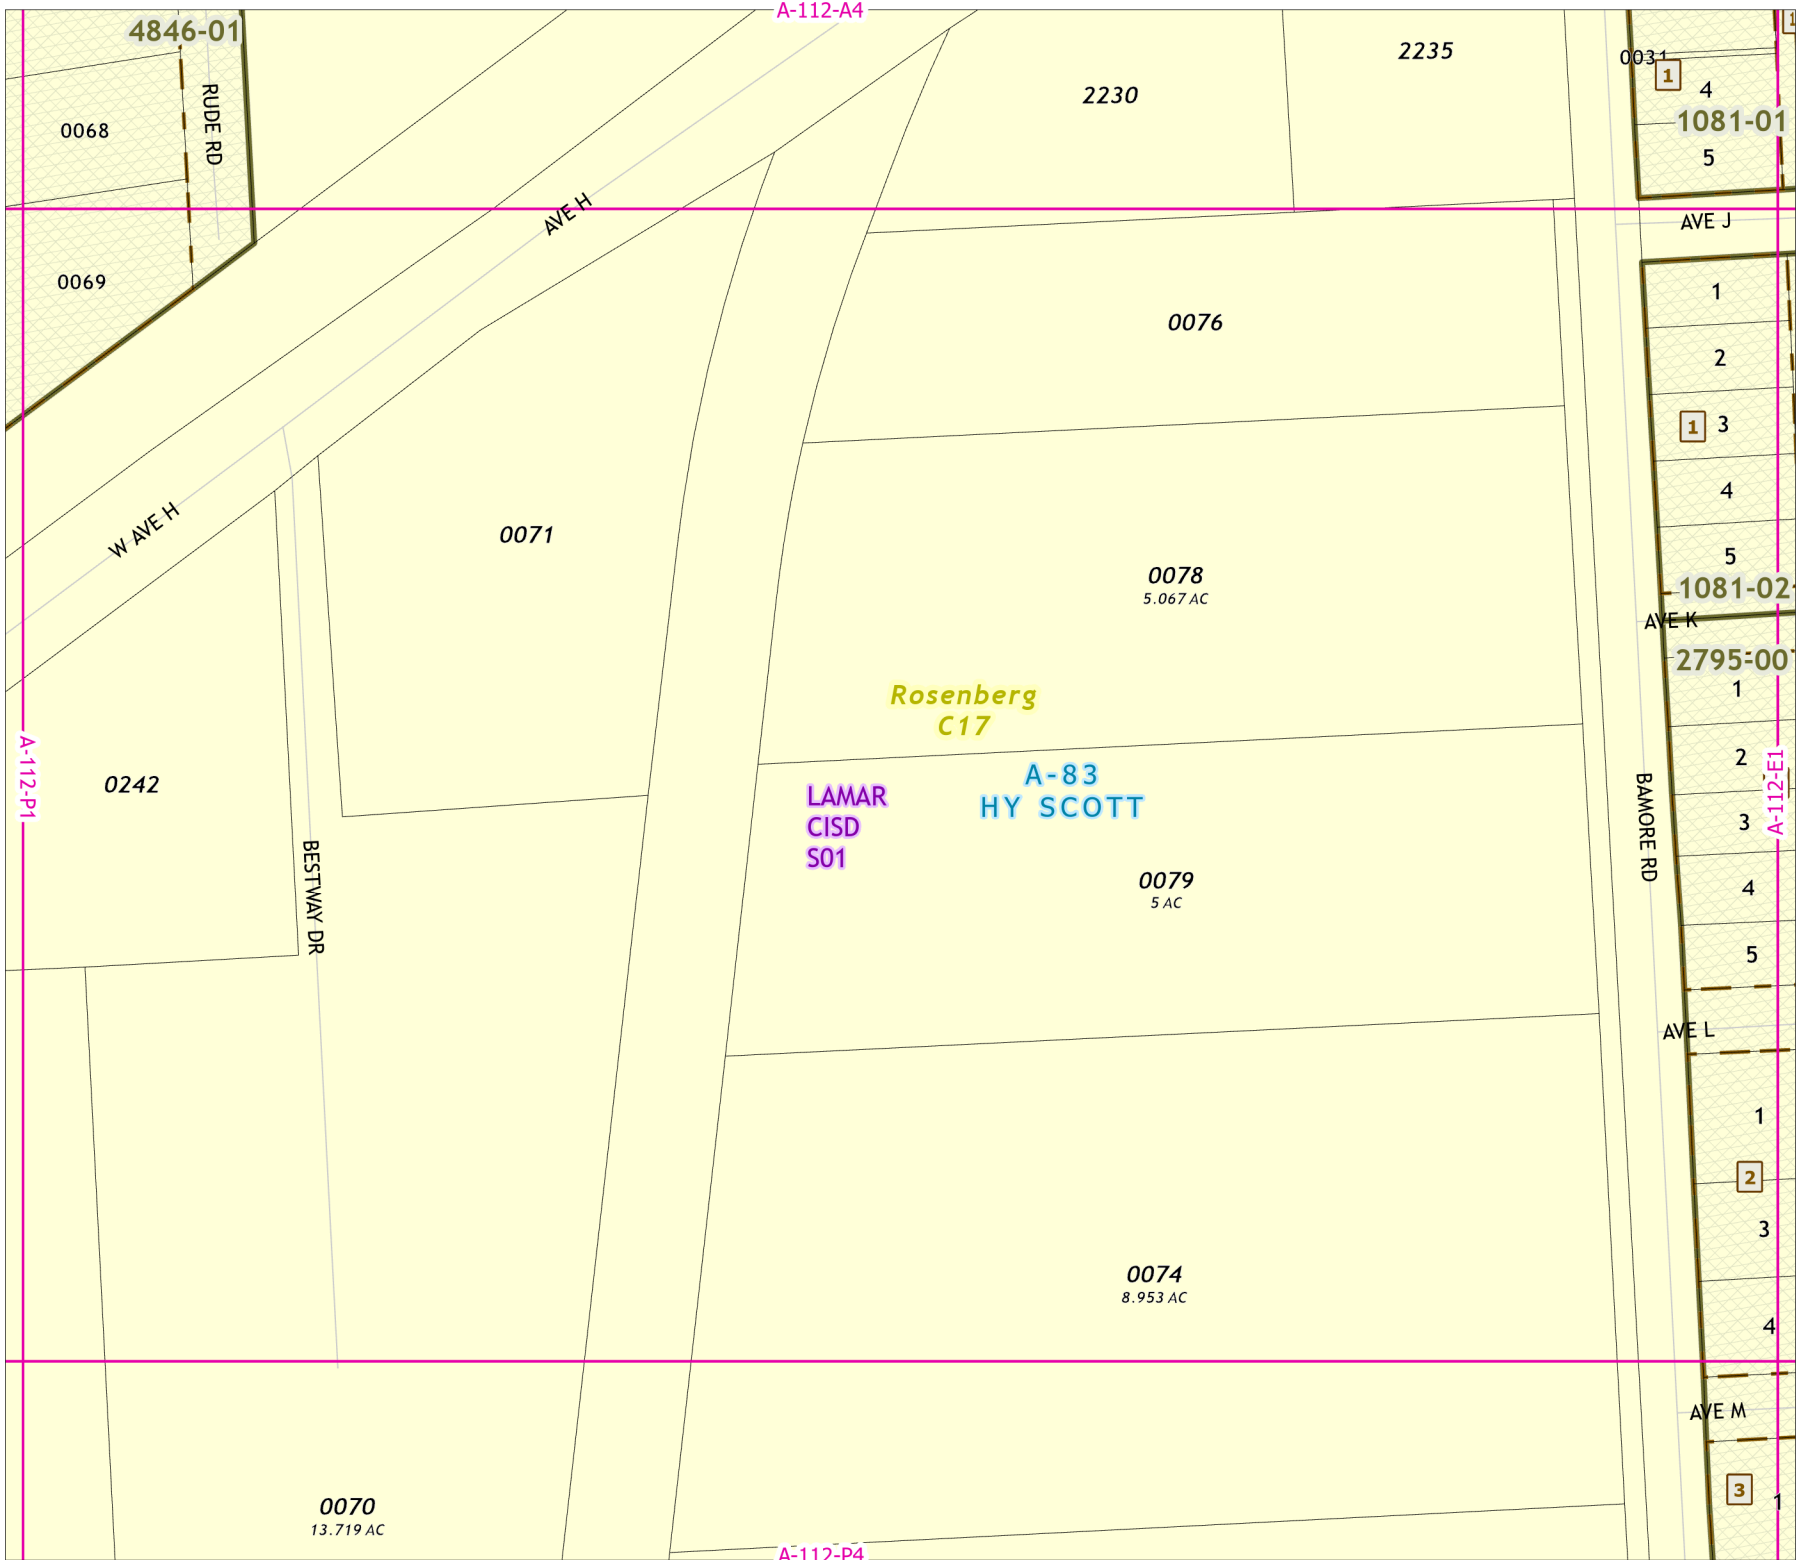 A-112-A4
4846-01
RUDE RD
0068
0069
2230
2235
0031
1
4
1081-01
5
AVE J
AVE H
W AVE H
0076
1
2
1
3
4
5
1081-02
AVE K
2795-00
0071
0078
5.067 AC
Rosenberg
C17
A-83
HY SCOTT
LAMAR
CISD
S01
0079
5 AC
0242
BESTWAY DR
A-112-P1
BAMORE RD
A-112-E1
1
2
3
4
5
AVE L
1
2
3
4
0074
8.953 AC
AVE M
3
1
0070
13.719 AC
A-112-P4